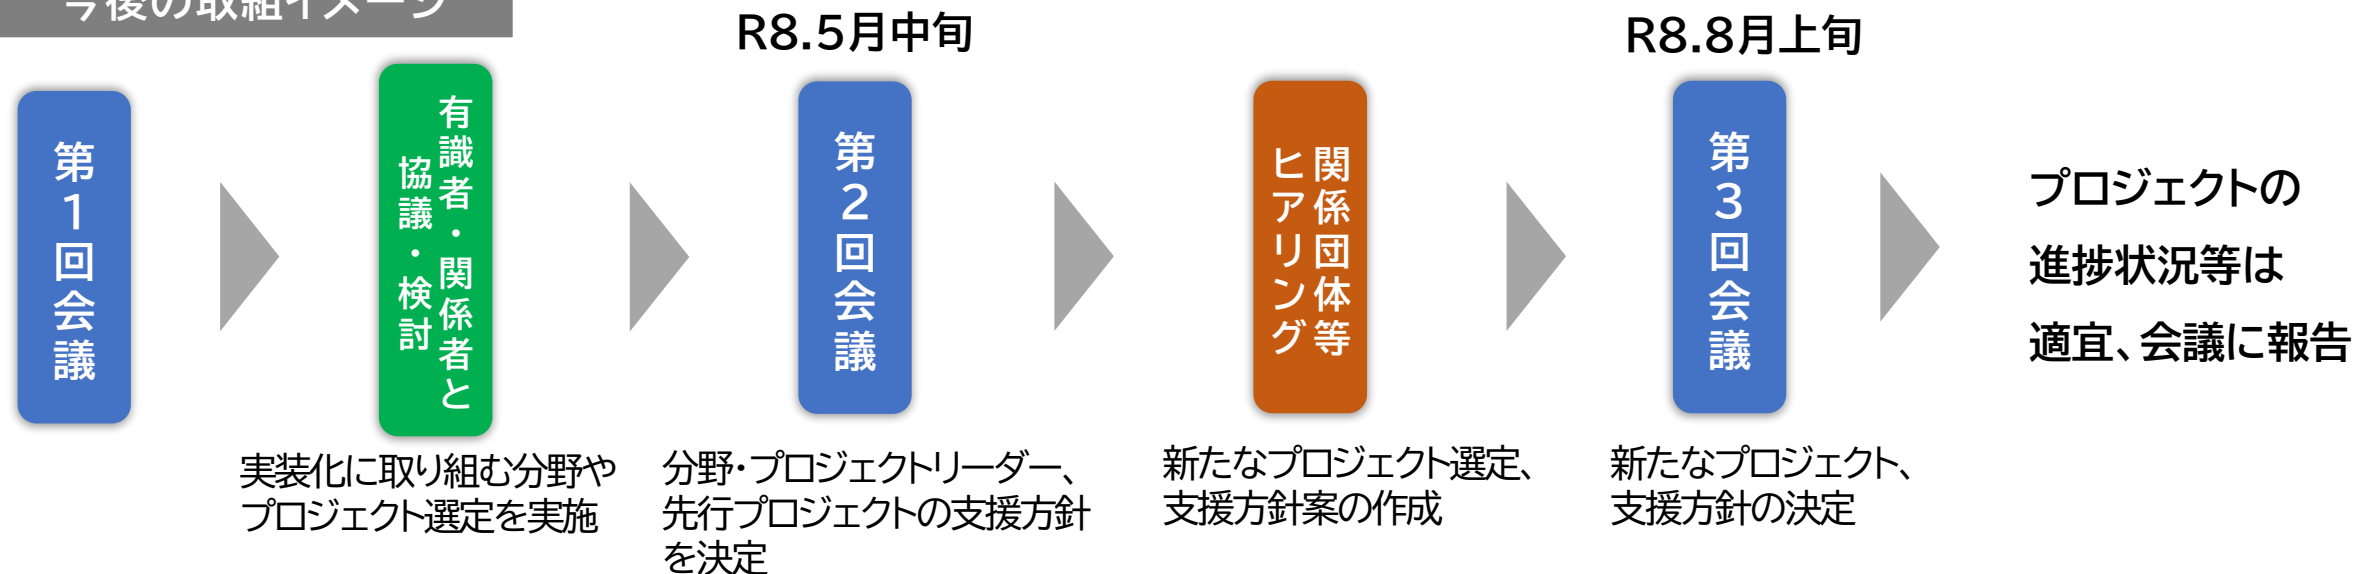 今後の取組イメージ
第1回会議
有識者・関係者と
協議・検討
実装化に取り組む分野や
プロジェクト選定を実施
R8.5月中旬
第2回会議
分野・プロジェクトリーダー、
先行プロジェクトの支援方針
を決定
関係団体等
ヒアリング
新たなプロジェクト選定、
支援方針案の作成
R8.8月上旬
第3回会議
新たなプロジェクト、
支援方針の決定
プロジェクトの
進捗状況等は
適宜、会議に報告